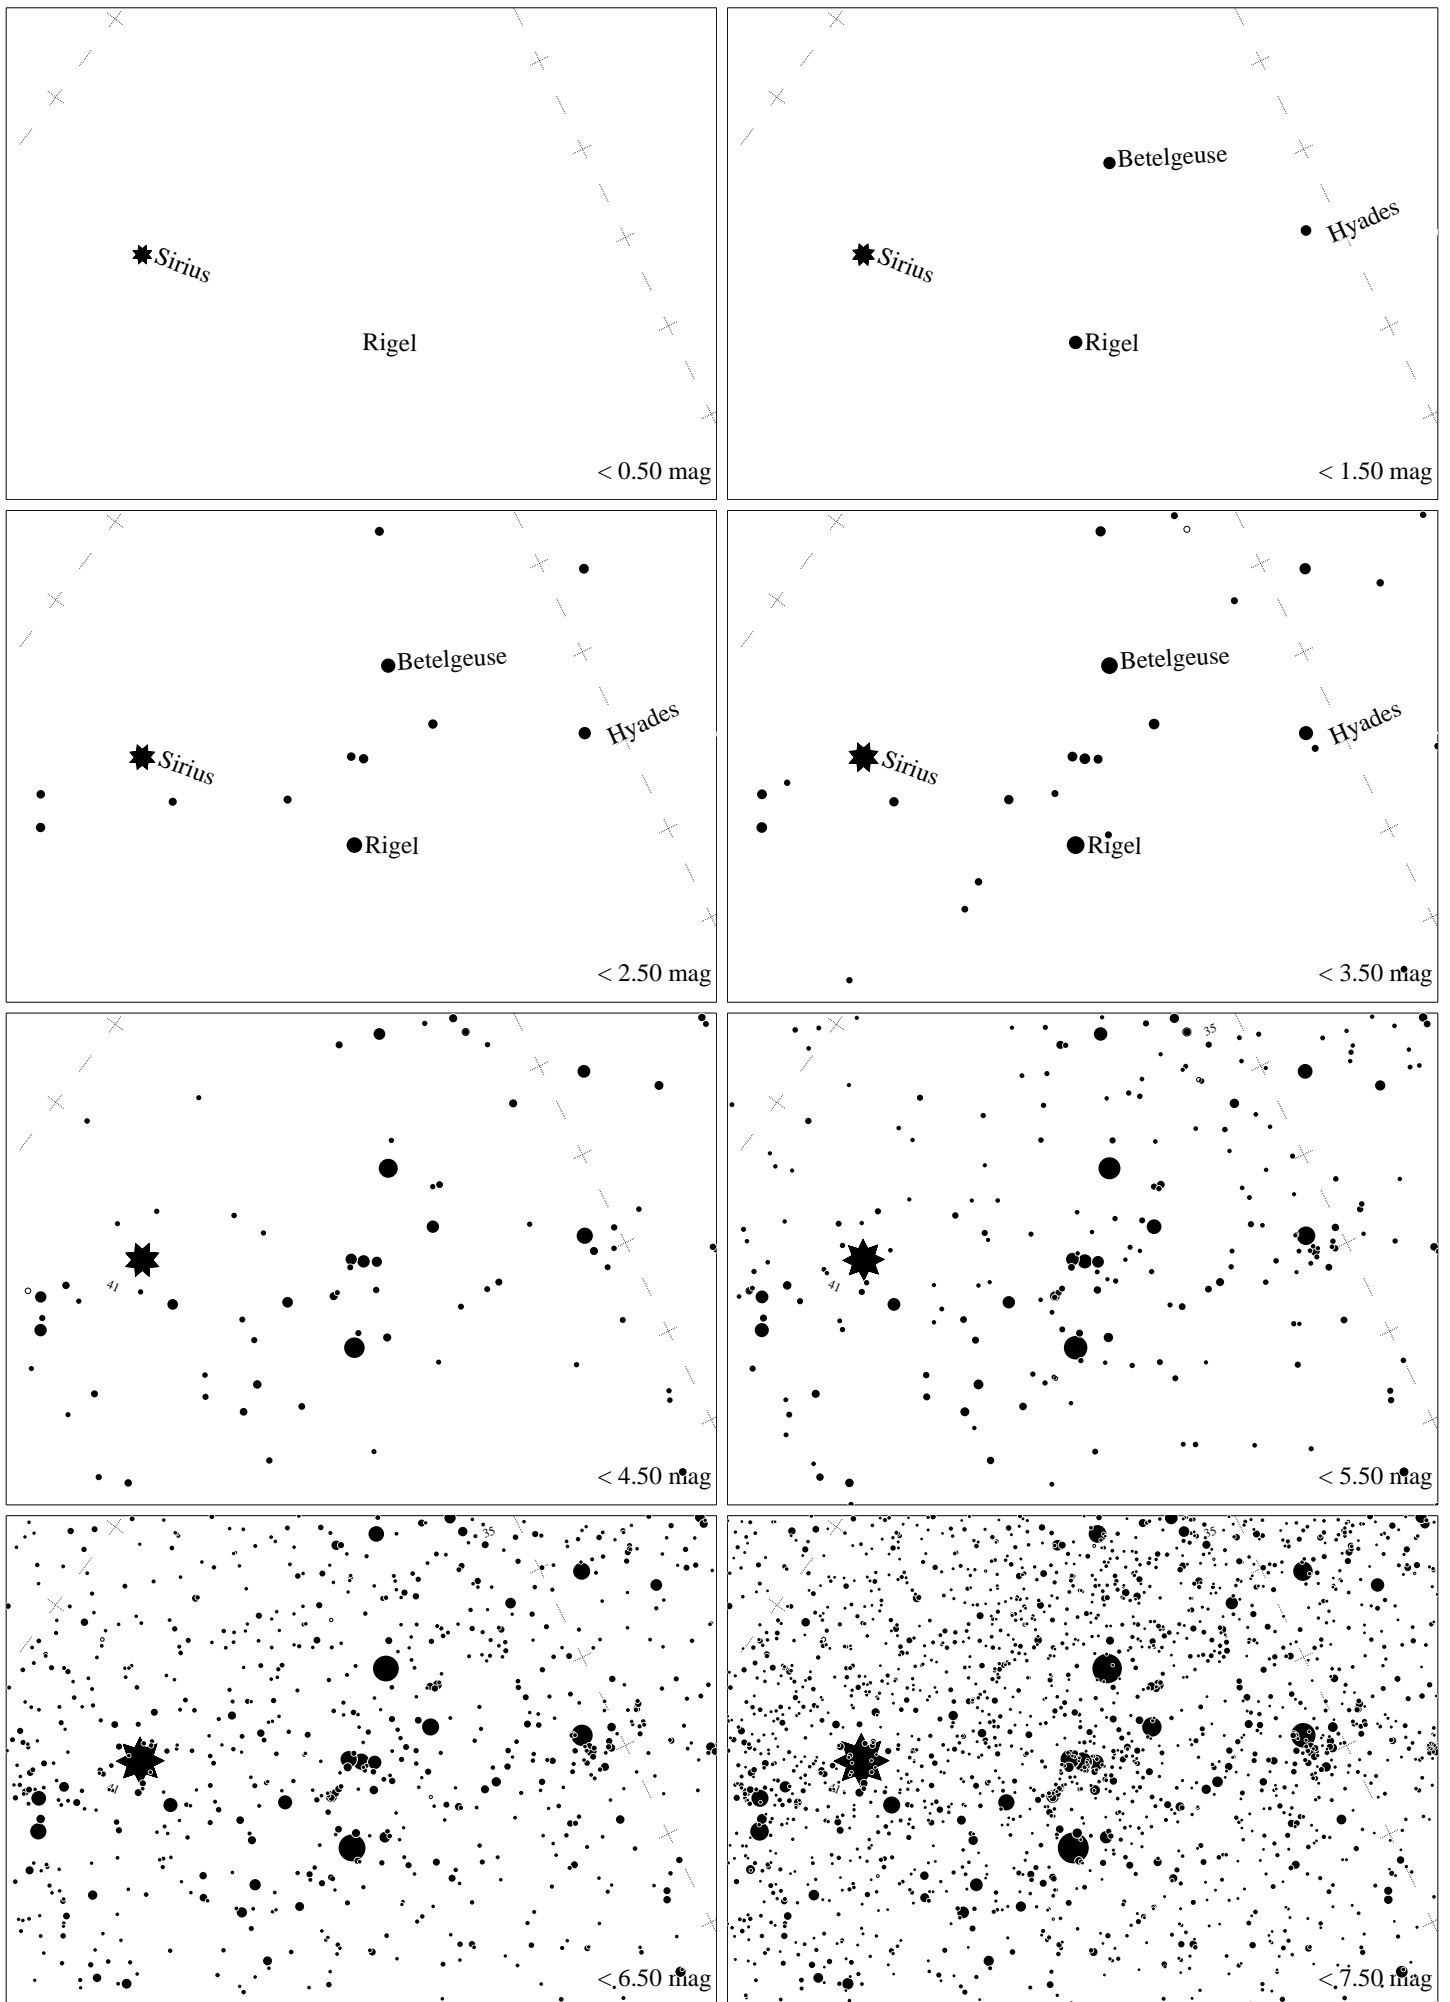 Sirius
Rigel
< 0.50 mag
Betelgeuse
Hyades
Sirius
Rigel
< 1.50 mag
Betelgeuse
Hyades
Sirius
Rigel
< 2.50 mag
Betelgeuse
Hyades
Sirius
Rigel
< 3.50 mag
41
< 4.50 mag
35
41
< 5.50 mag
35
41
< 6.50 mag
35
41
< 7.50 mag